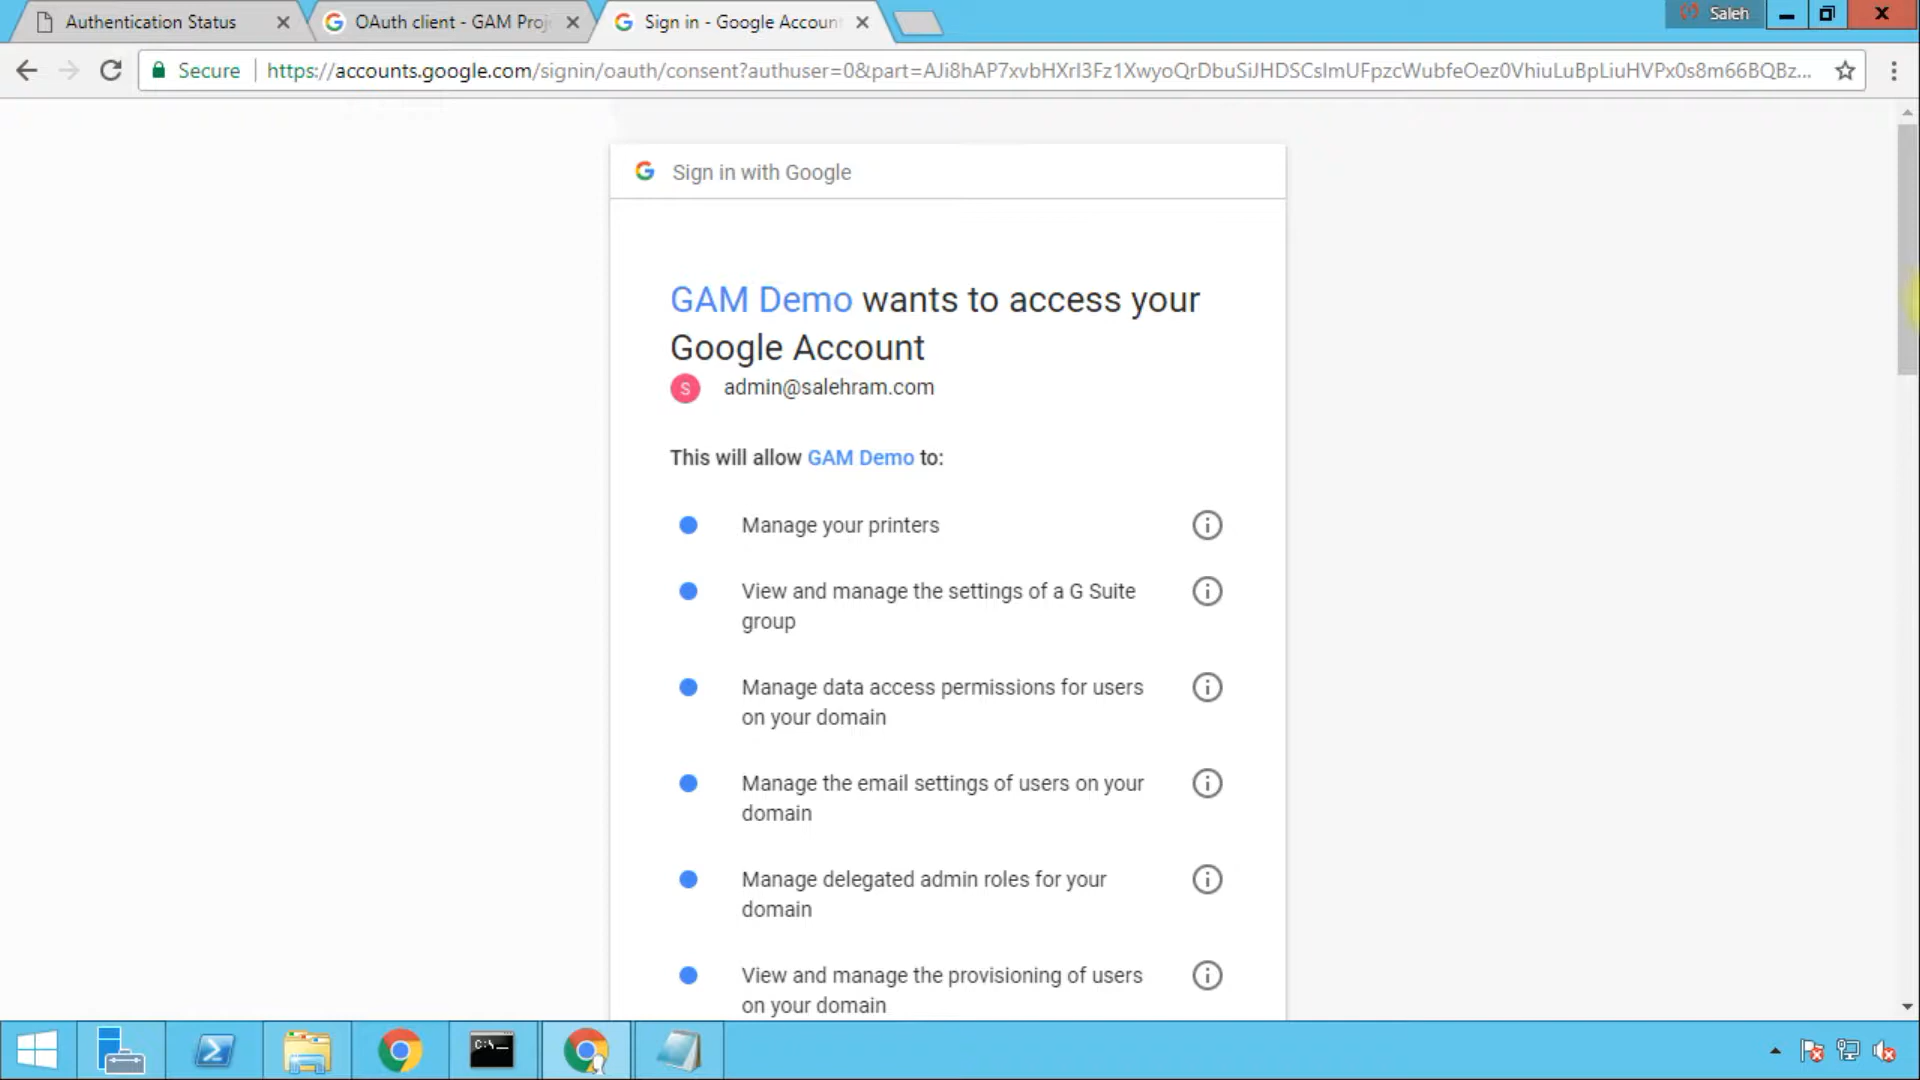 Authentication Status
OAuth client - GAM Proj
Sign in - Google Accoun
Saleh
Secure
https://accounts.google.com/signin/oauth/consent?authuser=0&part=AJi8hAP7xvbHXrI3Fz1XwyoQrDbuSiJHDSCsImUFpzcWubfeOez0VhiuLuBpLiuHVPx0s8m66BQBz...
Sign in with Google
GAM Demo wants to access your
Google Account
S
admin@salehram.com
This will allow GAM Demo to:
Manage your printers
View and manage the settings of a G Suite
group
Manage data access permissions for users
on your domain
Manage the email settings of users on your
domain
Manage delegated admin roles for your
domain
View and manage the provisioning of users
on your domain